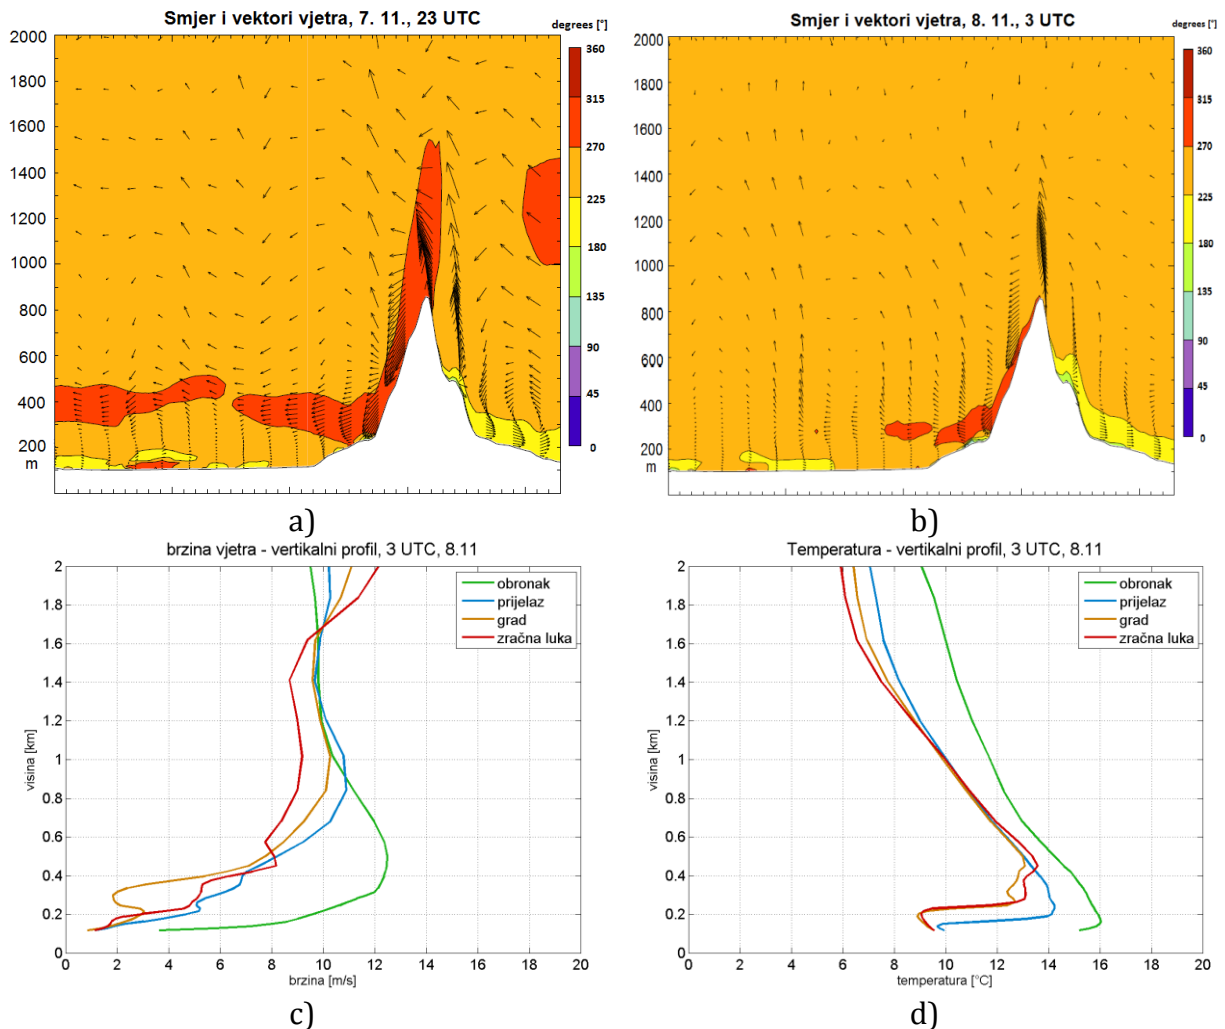 Smjer i vektori vjetra, 7. 11., 23 UTC
degrees [°]
2000
1800
1600
1400
1200
1000
800
600
400
200
m
360
315
270
225
180
135
90
45
0
a)
Smjer i vektori vjetra, 8. 11., 3 UTC
degrees [°]
2000
1800
1600
1400
1200
1000
800
600
400
200
m
360
315
270
225
180
135
90
45
0
b)
brzina vjetra - vertikalni profil, 3 UTC, 8.11
2
1.8
1.6
1.4
1.2
1
0.8
0.6
0.4
0.2
0
visina [km]
obronak
prijelaz
grad
zračna luka
0 2 4 6 8 10 12 14 16 18 20
brzina [m/s]
c)
Temperatura - vertikalni profil, 3 UTC, 8.11
2
1.8
1.6
1.4
1.2
1
0.8
0.6
0.4
0.2
0
visina [km]
obronak
prijelaz
grad
zračna luka
0 2 4 6 8 10 12 14 16 18 20
temperatura [°C]
d)